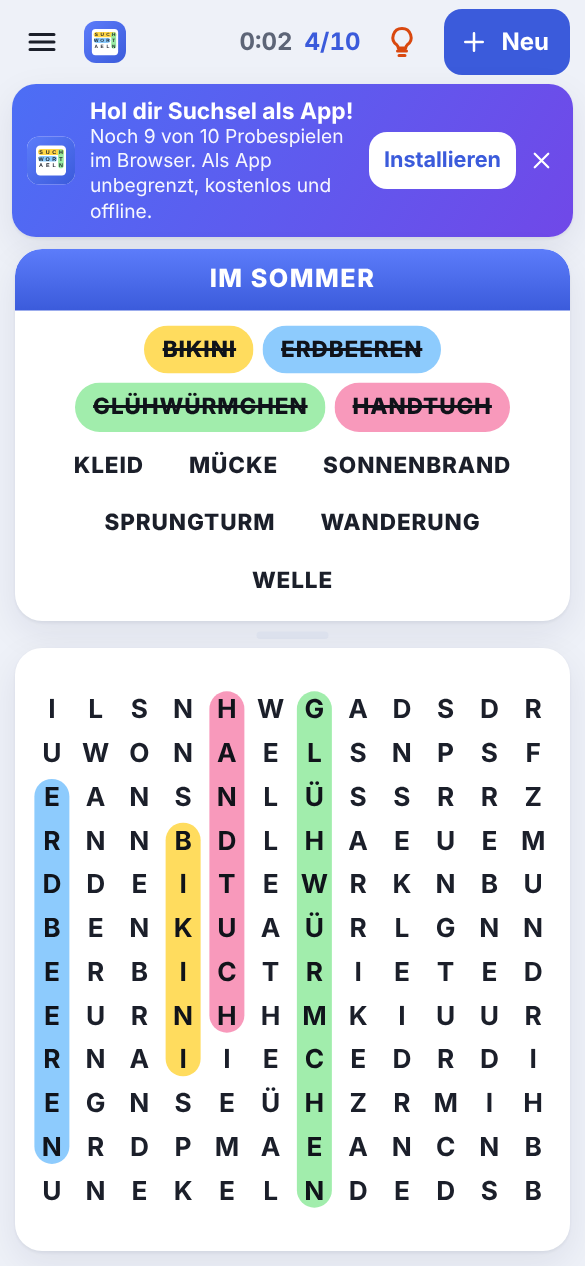 0:02 4/10 Neu
Hol dir Suchsel als App!
Noch 9 von 10 Probespielen
im Browser. Als App
unbegrenzt, kostenlos und
offline.
Installieren
IM SOMMER
BIKINI ERDBEEREN
GLÜHWÜRMCHEN HANDTUCH
KLEID MÜCKE SONNENBRAND
SPRUNGTURM WANDERUNG
WELLE
I L S N H W G A D S D R
U W O N A E L S N P S F
E A N S N L Ü S S R R Z
R N N B D L H A E U E M
D D E I T E W R K N B U
B E N K U A Ü R L G N N
E R B I C T R I E T E D
E U R N H H M K I U U R
R N A I I E C E D R D I
E G N S E Ü H Z R M I H
N R D P M A E A N C N B
U N E K E L N D E D S B